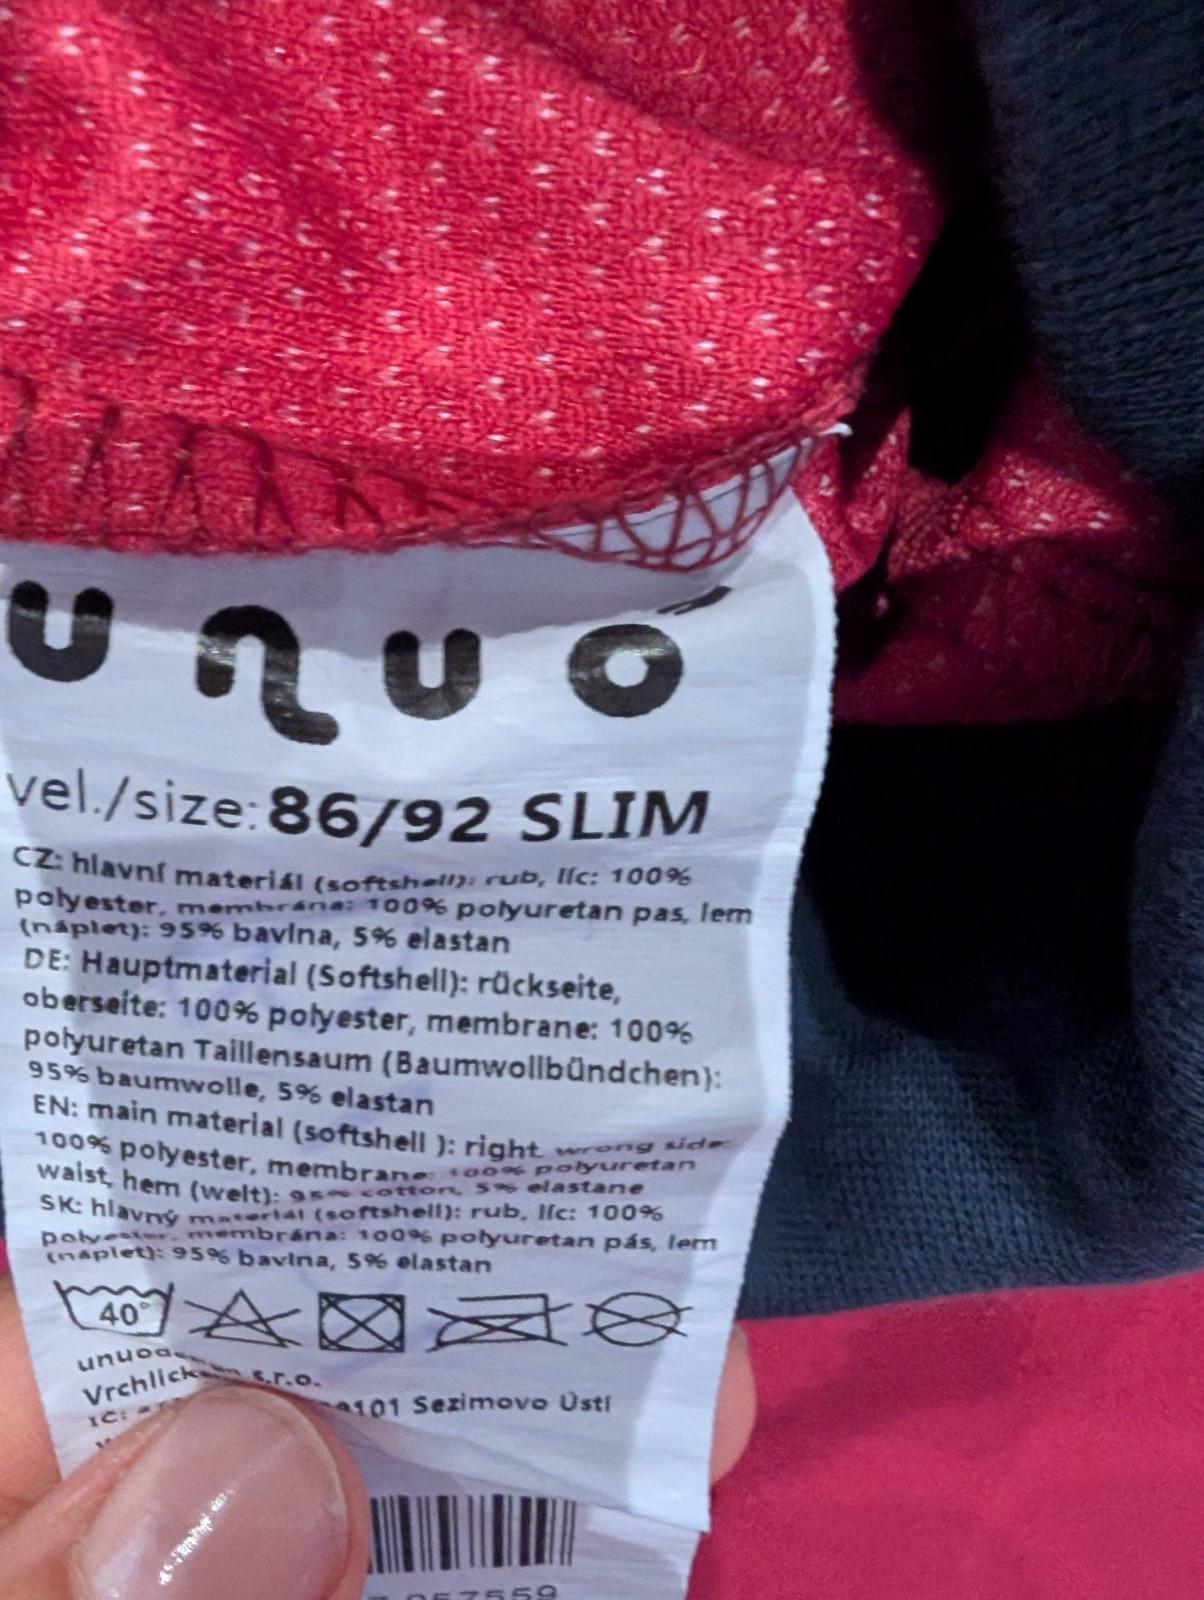 unuo
vel./size: 86/92 SLIM
CZ: hlavní materiál (softshell): rub, líc: 100%
polyester, membrána: 100% polyuretan pas, lem
(náplet): 95% bavlna, 5% elastan
DE: Hauptmaterial (Softshell): rückseite,
oberseite: 100% polyester, membrane: 100%
polyuretan Taillensaum (Baumwollbündchen):
95% baumwolle, 5% elastan
EN: main material (softshell ): right, wrong side:
100% polyester, membrane: 100% polyuretan
waist, hem (welt): 95% cotton, 5% elastane
SK: hlavný materiál (softshell): rub, líc: 100%
polyester, membrána: 100% polyuretan pás, lem
(náplet): 95% bavlna, 5% elastan
40°
s.r.o.
Sezimovo Ústí
IČ:
057559